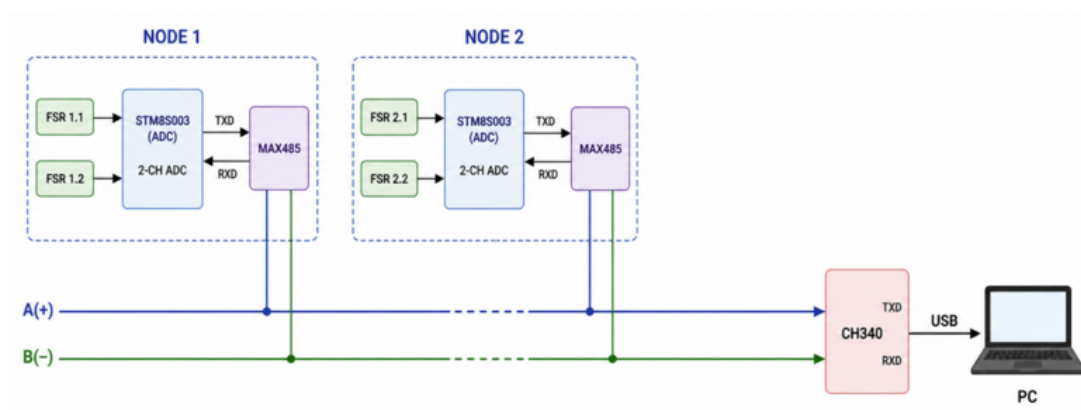 NODE 1
NODE 2
FSR 1.1
FSR 1.2
STM8S003
(ADC)
2-CH ADC
TXD
RXD
MAX485
FSR 2.1
FSR 2.2
STM8S003
(ADC)
2-CH ADC
TXD
RXD
MAX485
A(+)
B(−)
CH340
TXD
RXD
USB
PC